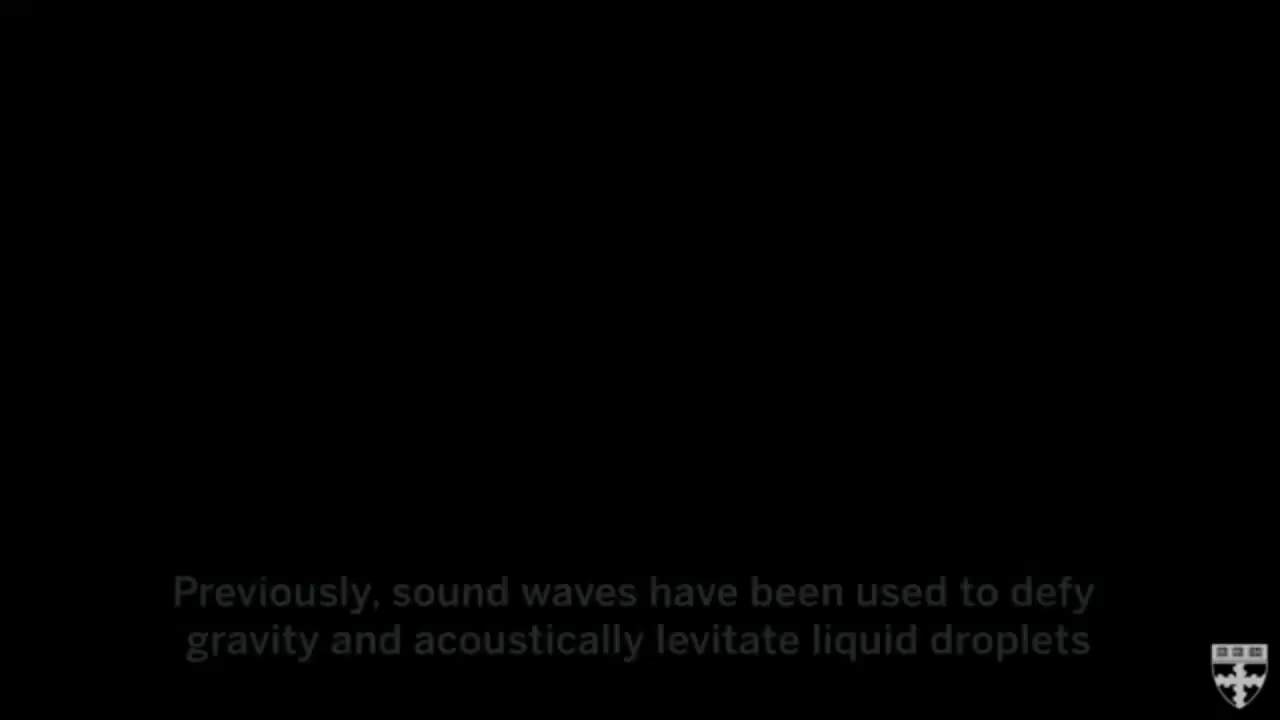 Previously, sound waves have been used to defy
gravity and acoustically levitate liquid droplets